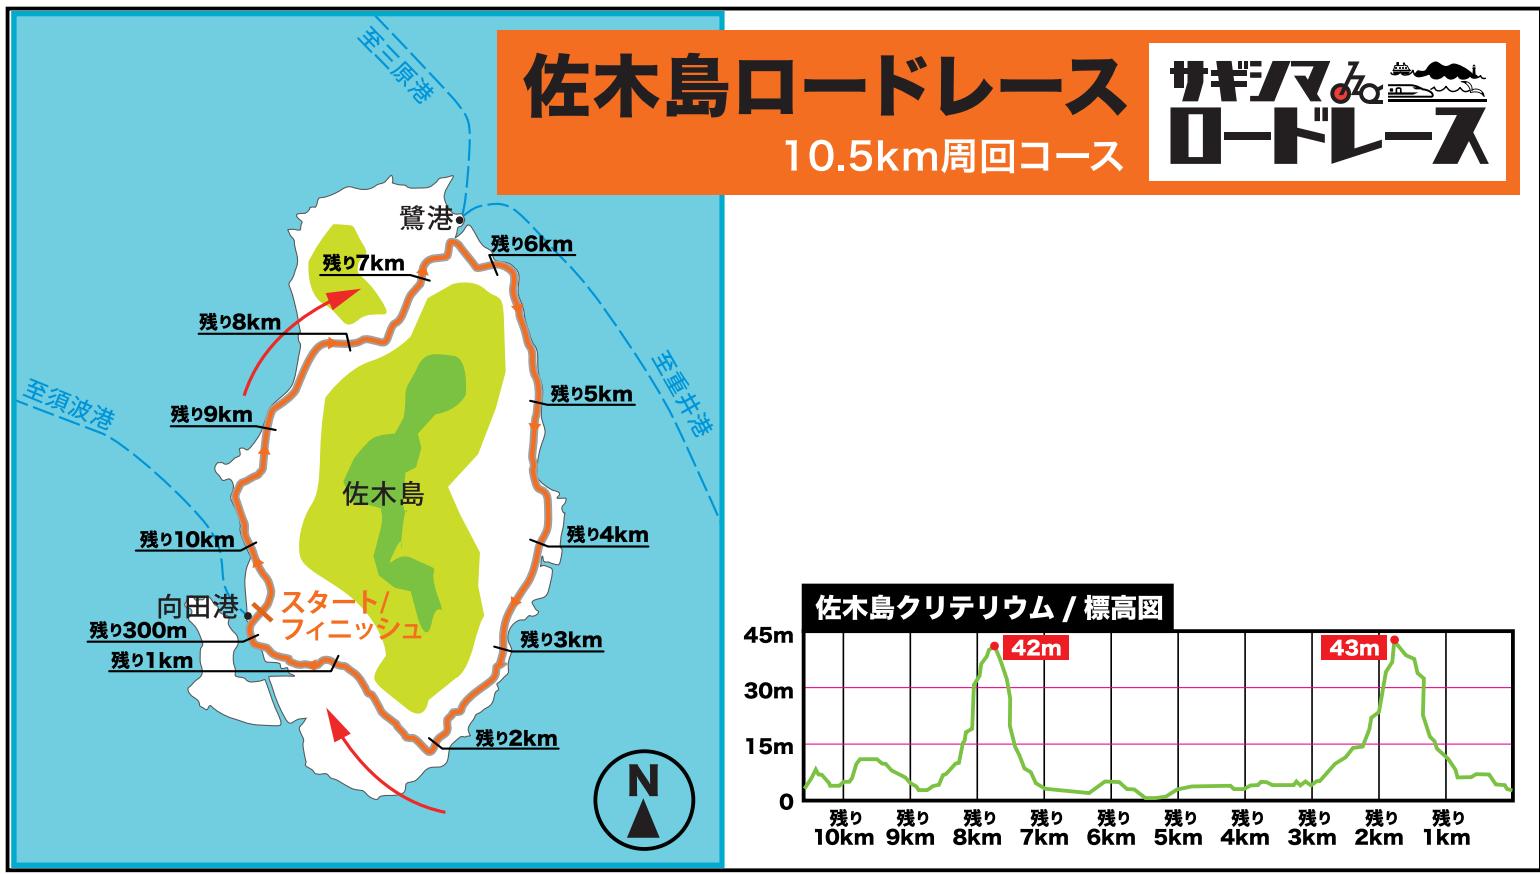 佐木島ロードレース
10.5km周回コース
サギシマ
ロードレース
至三原港
鷺港
残り6km
残り7km
残り8km
至須波港
残り9km
残り5km
至重井港
佐木島
残り10km
残り4km
向田港
スタート/
フィニッシュ
残り300m
残り1km
残り3km
残り2km
N
佐木島クリテリウム / 標高図
45m
42m
43m
30m
15m
0
残り
10km
残り
9km
残り
8km
残り
7km
残り
6km
残り
5km
残り
4km
残り
3km
残り
2km
残り
1km